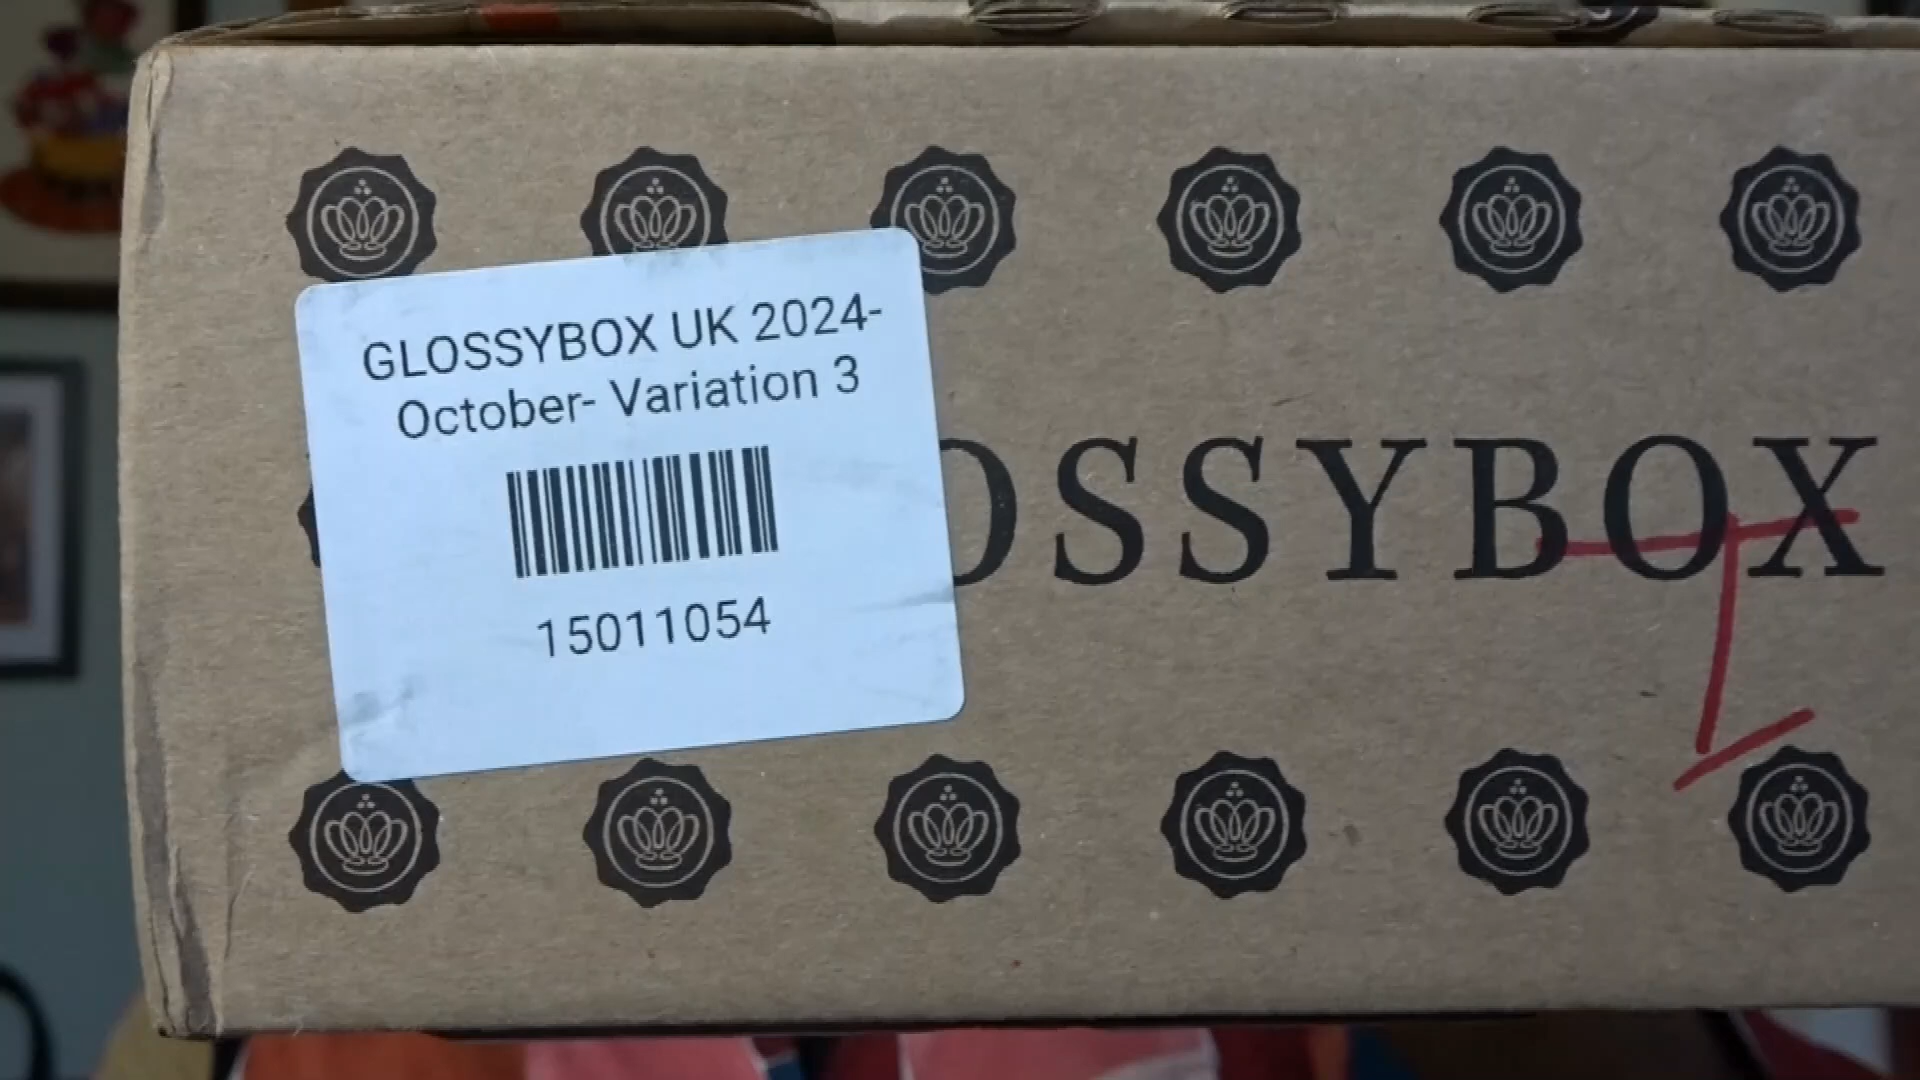 GLOSSYBOX UK 2024-
October- Variation 3
15011054
OSSYBOX